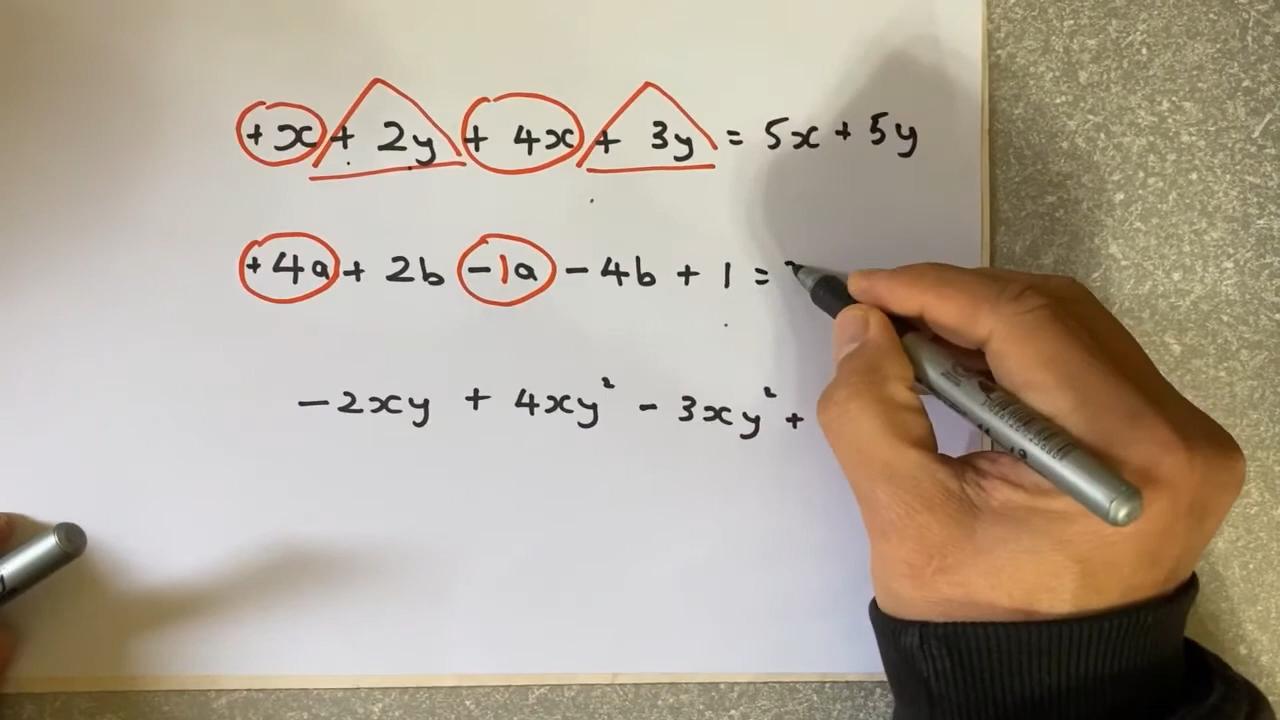 +x + 2y + 4x + 3y = 5x + 5y
+4a + 2b -1a - 4b + 1 =
-2xy + 4xy² - 3xy² +